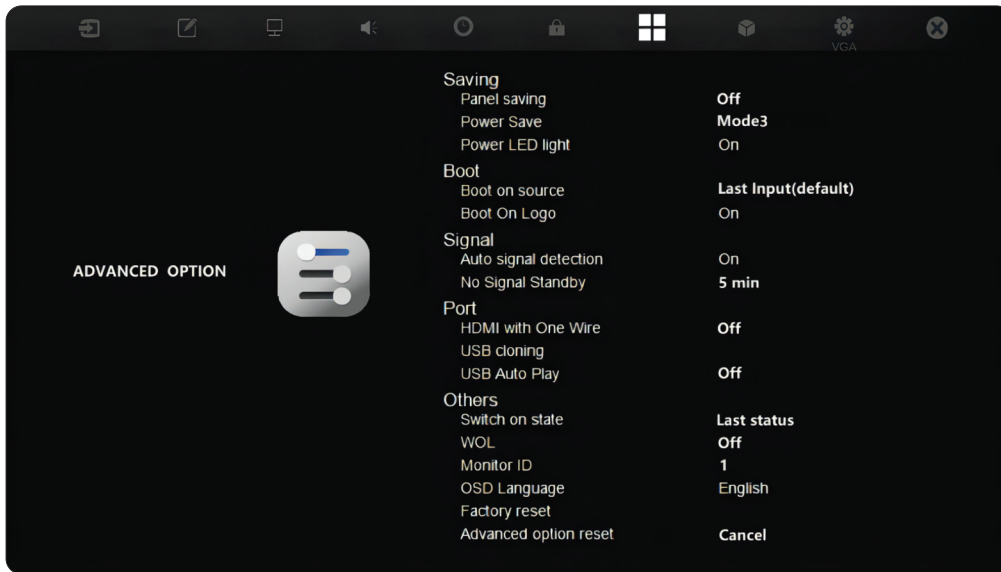 VGA
Saving
Panel saving Off
Power Save Mode3
Power LED light On
Boot
Boot on source Last Input(default)
Boot On Logo On
Signal
Auto signal detection On
No Signal Standby 5 min
Port
HDMI with One Wire Off
USB cloning
USB Auto Play Off
Others
Switch on state Last status
WOL Off
Monitor ID 1
OSD Language English
Factory reset
Advanced option reset Cancel
ADVANCED OPTION